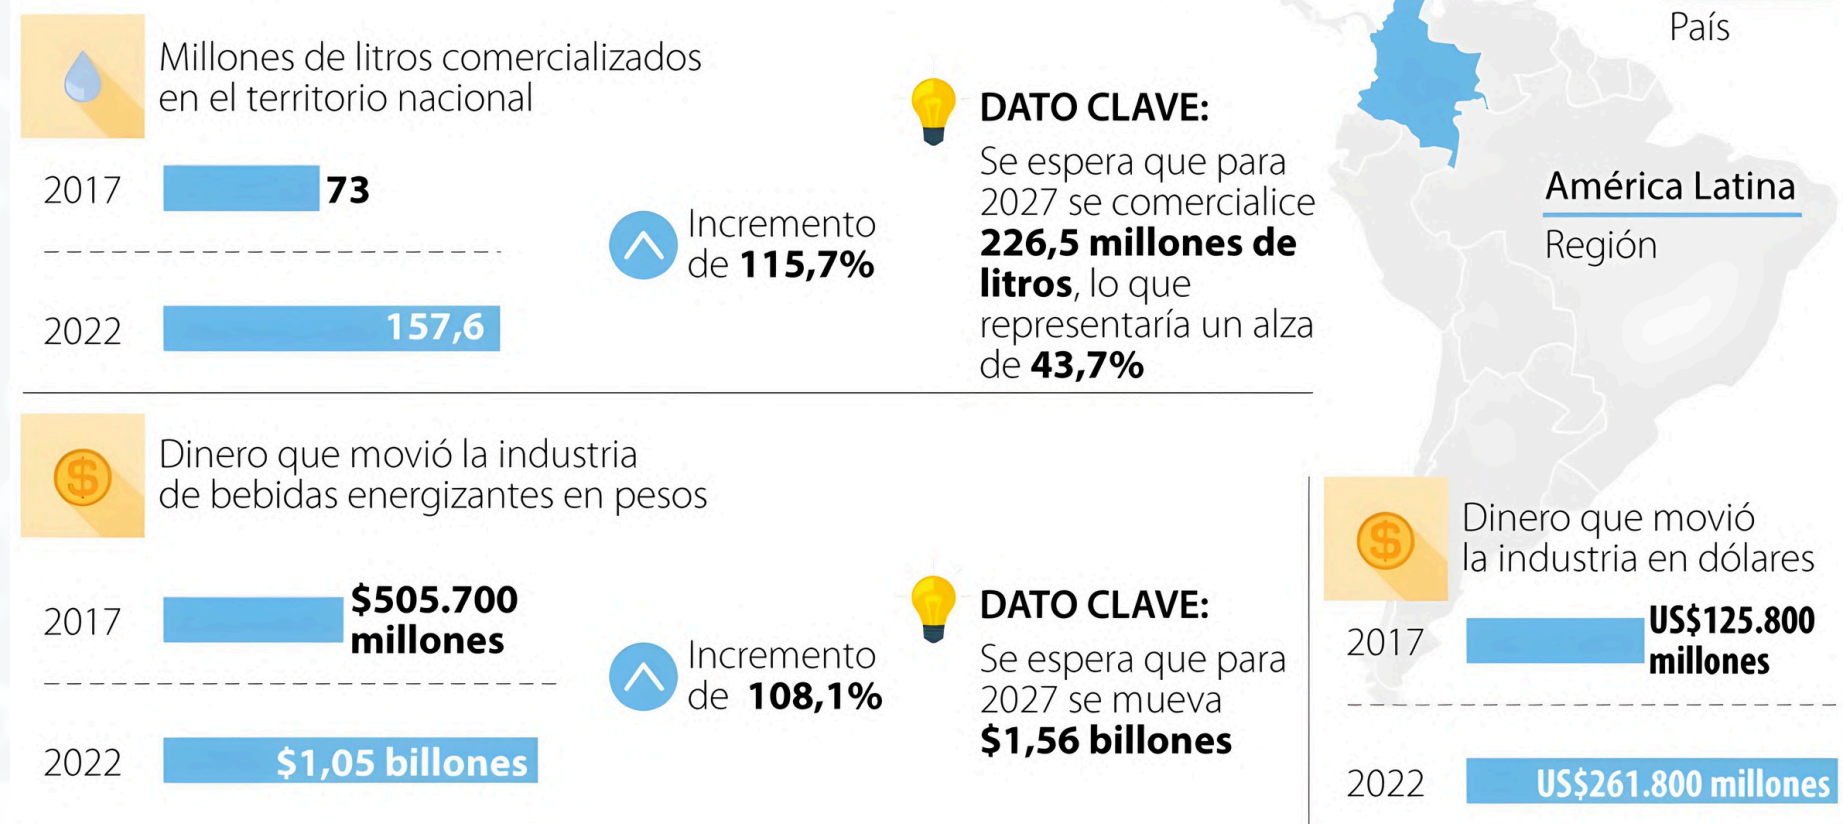 Millones de litros comercializados
en el territorio nacional
2017
73
2022
157,6
Incremento
de 115,7%
DATO CLAVE:
Se espera que para
2027 se comercialice
226,5 millones de
litros, lo que
representaría un alza
de 43,7%
País
América Latina
Región
Dinero que movió la industria
de bebidas energizantes en pesos
2017
$505.700
millones
2022
$1,05 billones
Incremento
de 108,1%
DATO CLAVE:
Se espera que para
2027 se mueva
$1,56 billones
Dinero que movió
la industria en dólares
2017
US$125.800
millones
2022
US$261.800 millones